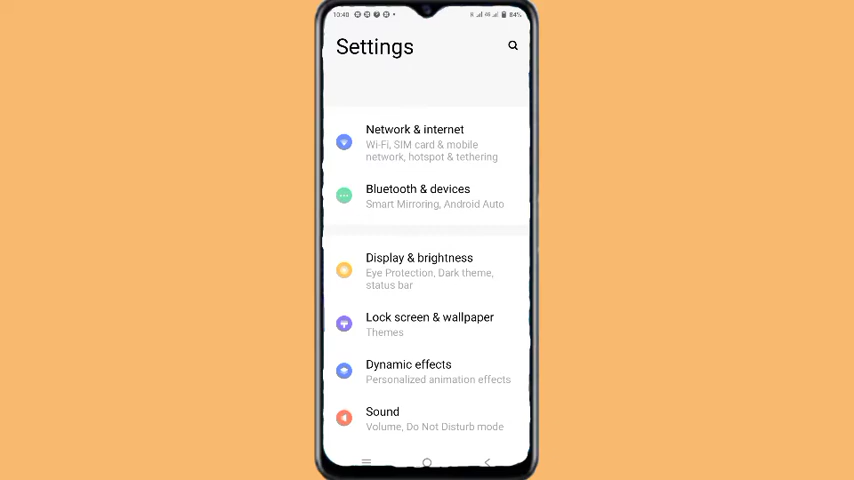 10:48
84%
Settings
Network & internet
Wi-Fi, SIM card & mobile
network, hotspot & tethering
Bluetooth & devices
Smart Mirroring, Android Auto
Display & brightness
Eye Protection, Dark theme,
status bar
Lock screen & wallpaper
Themes
Dynamic effects
Personalized animation effects
Sound
Volume, Do Not Disturb mode